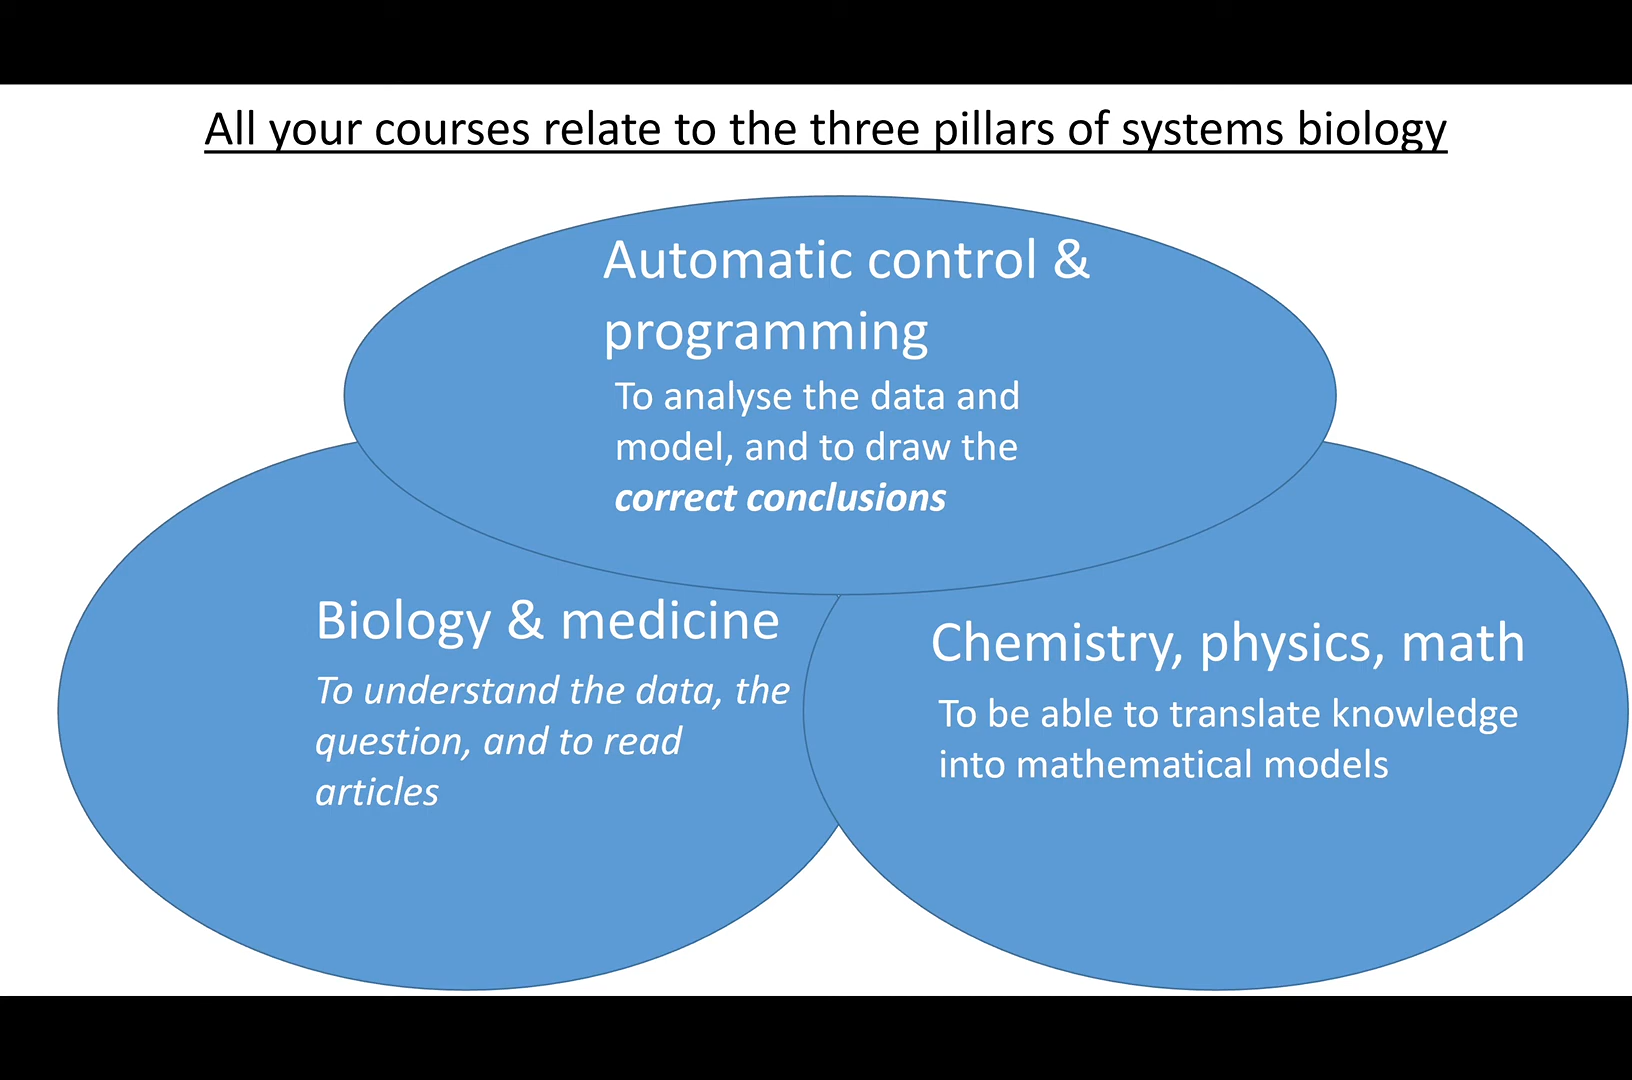 All your courses relate to the three pillars of systems biology
Automatic control &
programming
To analyse the data and
model, and to draw the
correct conclusions
Biology & medicine
To understand the data, the
question, and to read
articles
Chemistry, physics, math
To be able to translate knowledge
into mathematical models